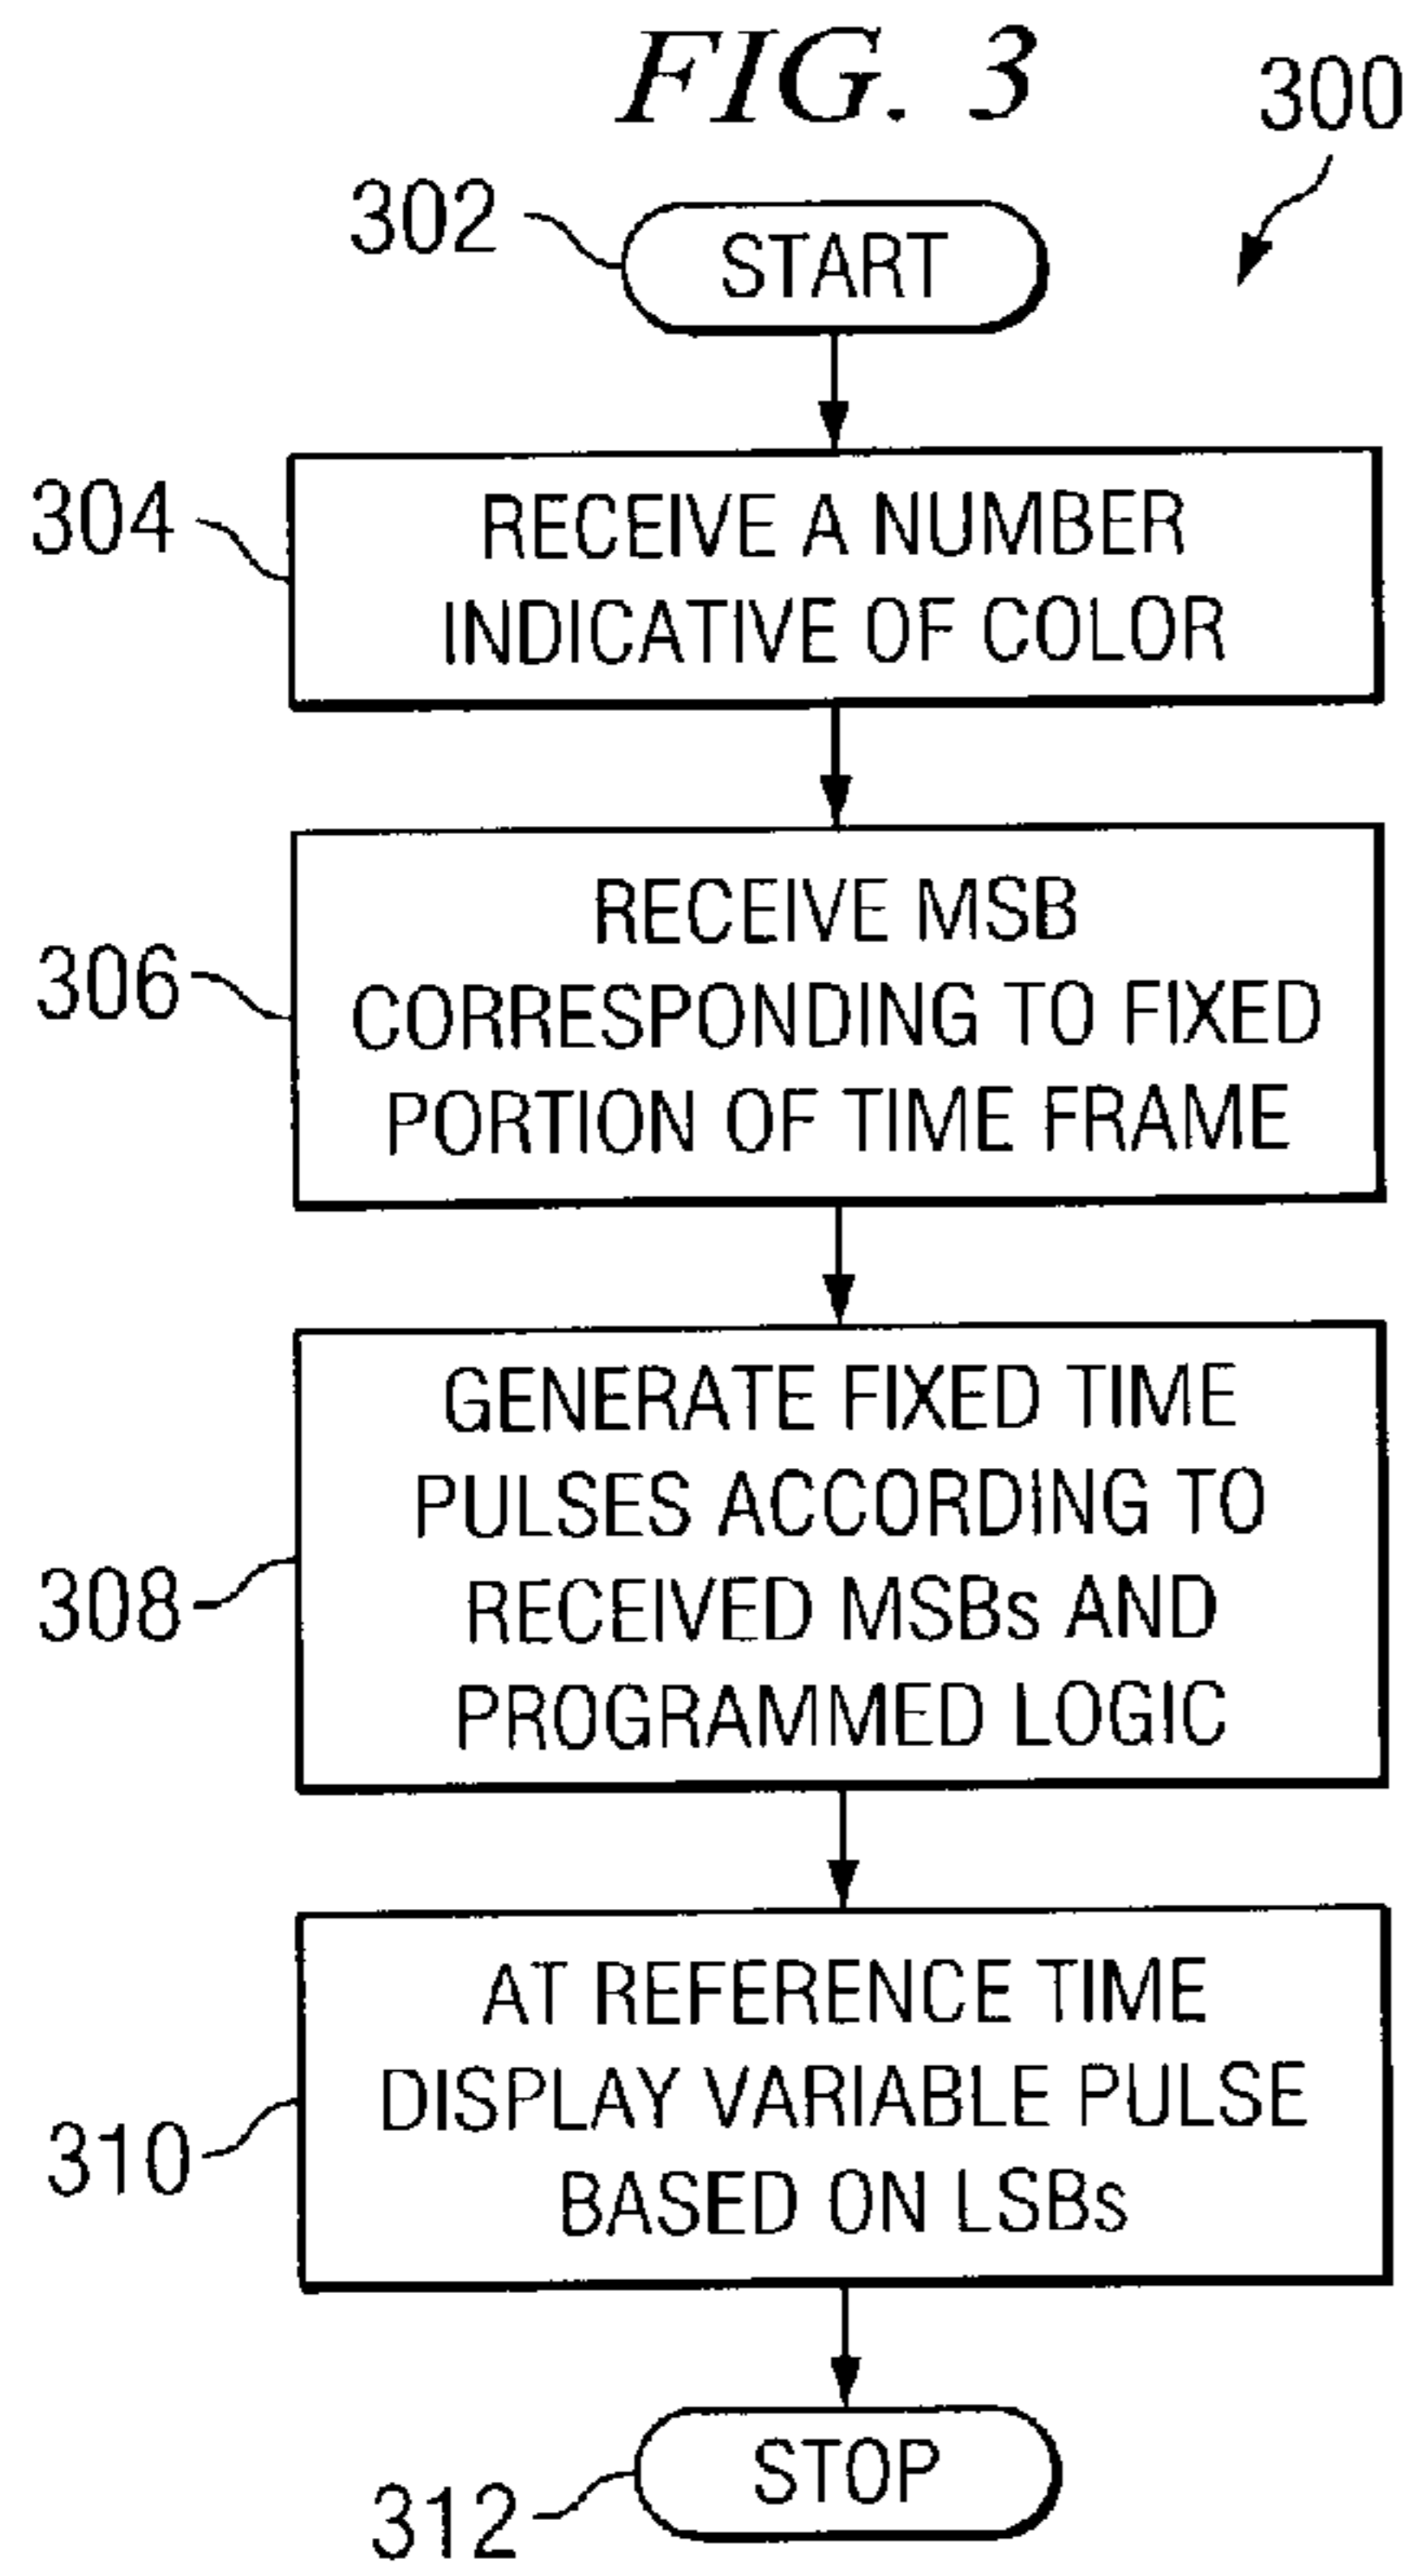 FIG. 3
300
302
START
304
RECEIVE A NUMBER
INDICATIVE OF COLOR
306
RECEIVE MSB
CORRESPONDING TO FIXED
PORTION OF TIME FRAME
308
GENERATE FIXED TIME
PULSES ACCORDING TO
RECEIVED MSBs AND
PROGRAMMED LOGIC
310
AT REFERENCE TIME
DISPLAY VARIABLE PULSE
BASED ON LSBs
312
STOP